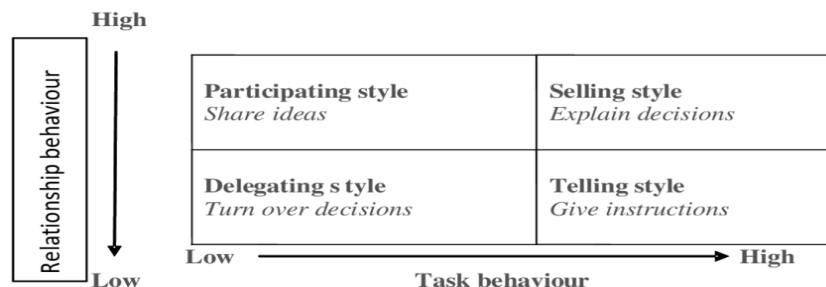 High
Relationship behaviour
Participating style
Share ideas
Selling style
Explain decisions
Delegating s tyle
Turn over decisions
Telling style
Give instructions
Low
Low
High
Task behaviour